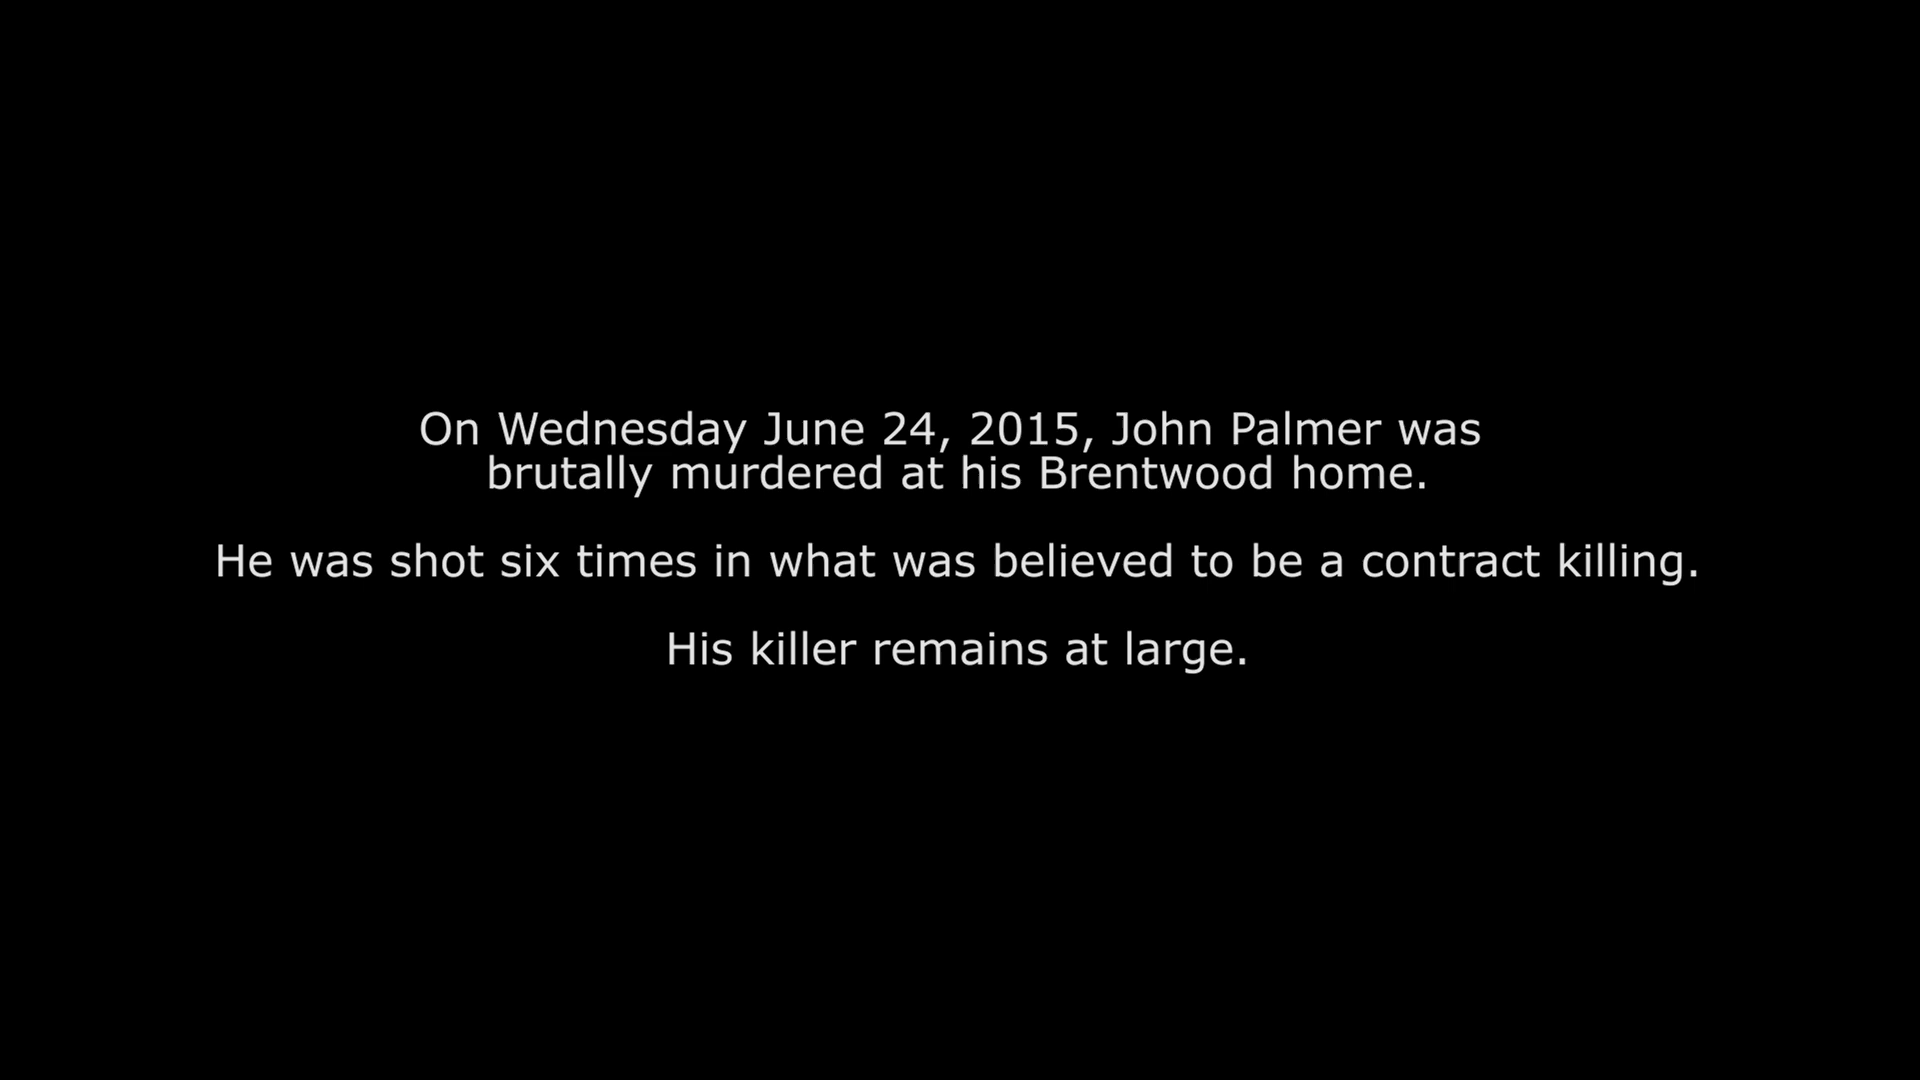 On Wednesday June 24, 2015, John Palmer was
brutally murdered at his Brentwood home.
He was shot six times in what was believed to be a contract killing.
His killer remains at large.